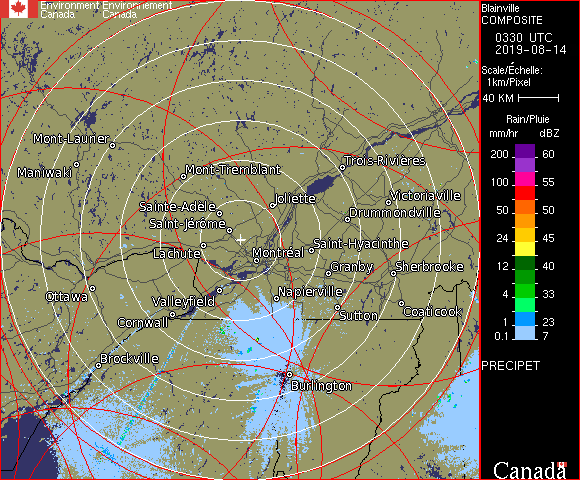 Environment Environnement
Canada Canada
Blainville
COMPOSITE
0330 UTC
2019-08-14
Scale/Échelle:
1km/Pixel
40 KM
Rain/Pluie
mm/hr dBZ
200 60
100 55
50 50
24 45
12 40
4 33
1 23
0.1 7
PRECIPET
Mont-Laurier
Maniwaki
Mont-Tremblant
Trois-Rivières
Joliette
Victoriaville
Sainte-Adèle
Drummondville
Saint-Jérôme
Saint-Hyacinthe
Lachute
Montréal
Granby
Sherbrooke
Ottawa
Valleyfield
Napierville
Cornwall
Sutton
Coaticook
Brockville
Burlington
Canada